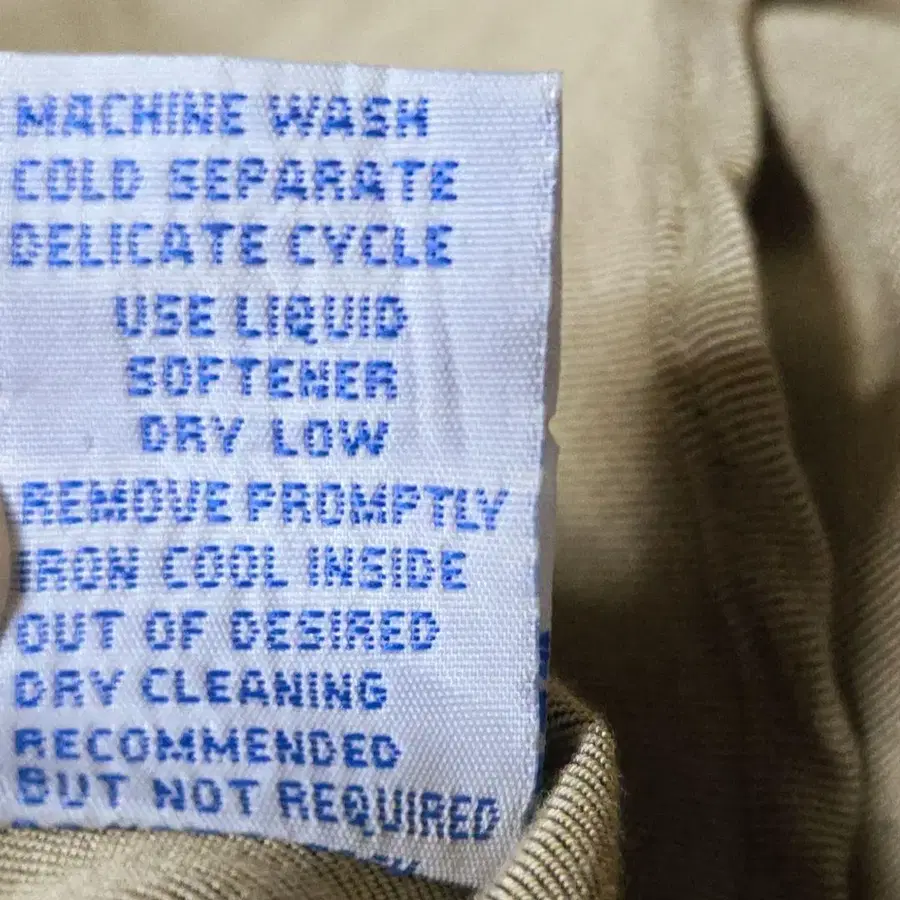 MACHINE WASH
COLD SEPARATE
DELICATE CYCLE
USE LIQUID
SOFTENER
DRY LOW
REMOVE PROMPTLY
IRON COOL INSIDE
OUT OF DESIRED
DRY CLEANING
RECOMMENDED
BUT NOT REQUIRED